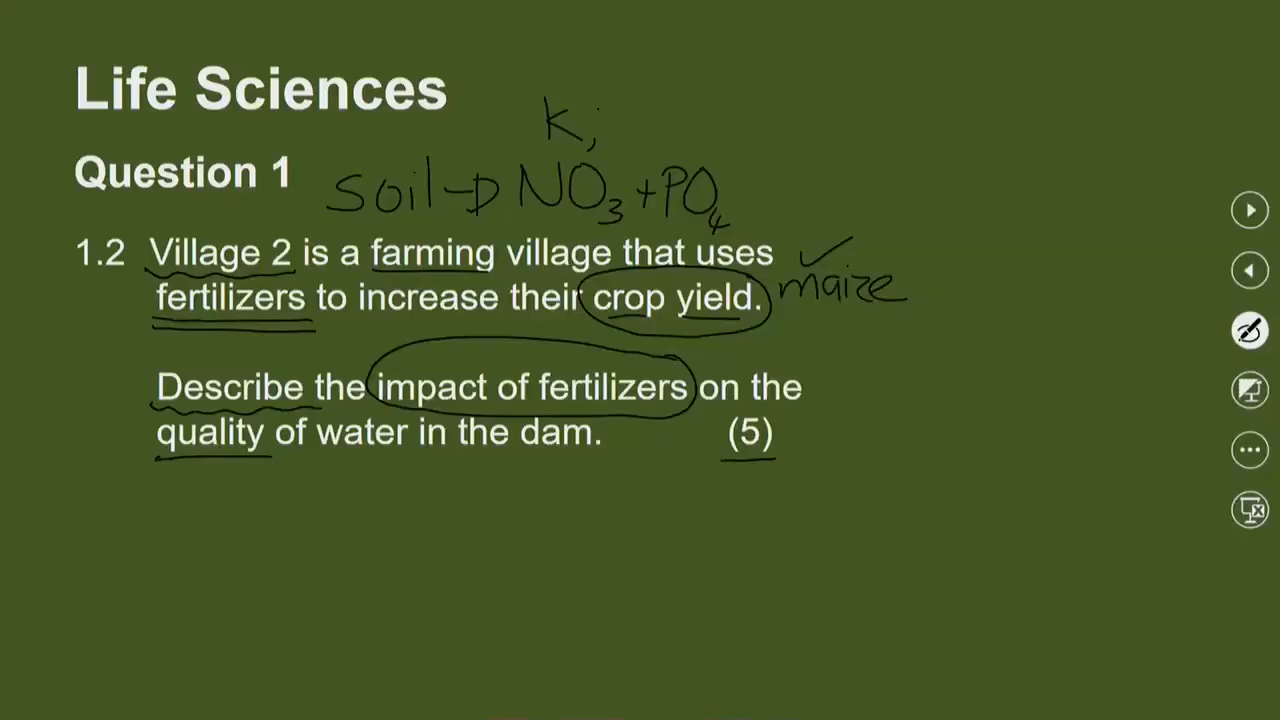 Life Sciences
K,
Question 1 Soil → NO3 + PO4
1.2 Village 2 is a farming village that uses
fertilizers to increase their crop yield. maize
Describe the impact of fertilizers on the
quality of water in the dam. (5)